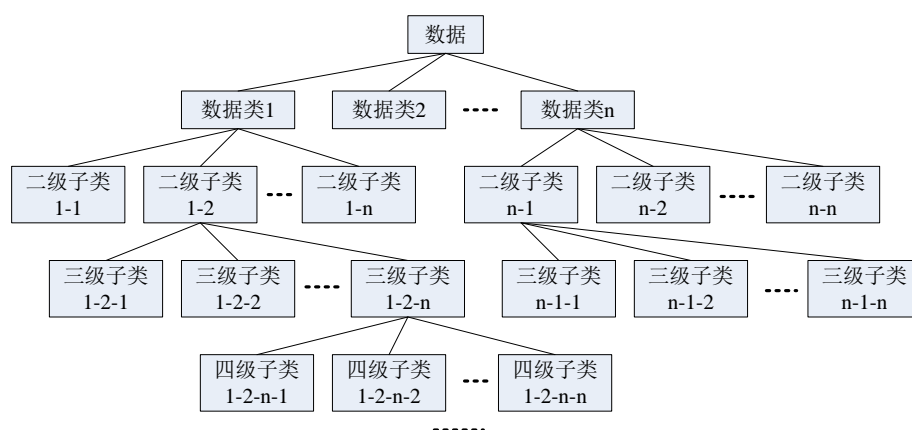 数据
数据类1
数据类2
数据类n
二级子类
1-1
二级子类
1-2
二级子类
1-n
二级子类
n-1
二级子类
n-2
二级子类
n-n
三级子类
1-2-1
三级子类
1-2-2
三级子类
1-2-n
三级子类
n-1-1
三级子类
n-1-2
三级子类
n-1-n
四级子类
1-2-n-1
四级子类
1-2-n-2
四级子类
1-2-n-n